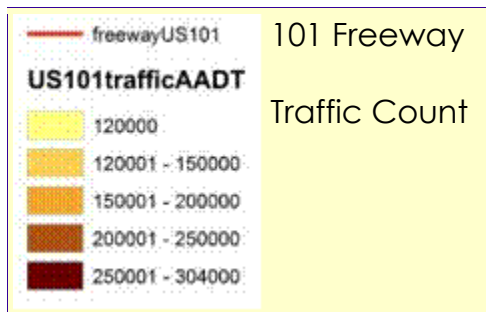 freewayUS101
101 Freeway
US101trafficAADT
Traffic Count
120000
120001 - 150000
150001 - 200000
200001 - 250000
250001 - 304000